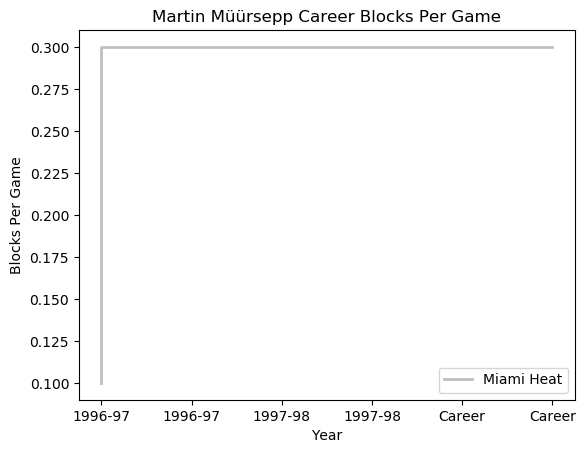 Martin Müürsepp Career Blocks Per Game
0.300
0.275
0.250
0.225
0.200
0.175
0.150
0.125
0.100
Blocks Per Game
Miami Heat
1996-97 1996-97 1997-98 1997-98 Career Career
Year